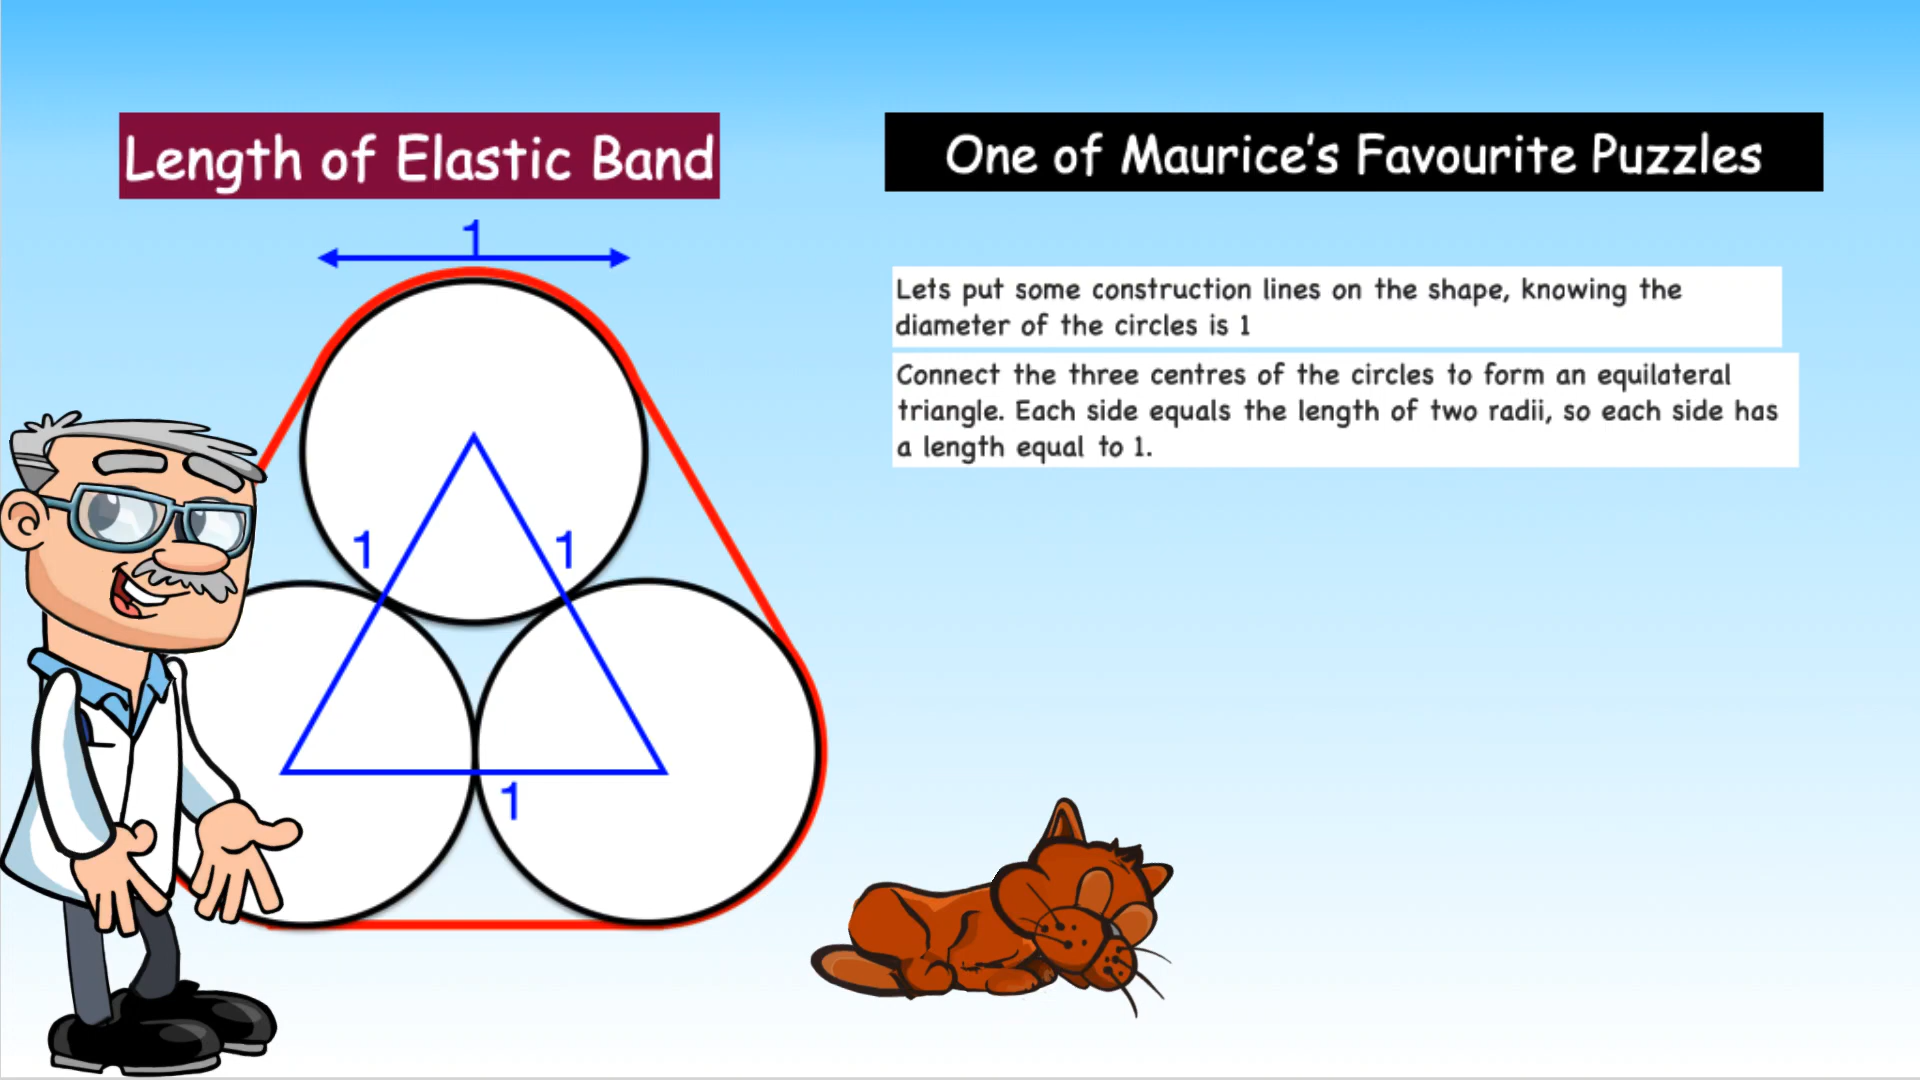 Length of Elastic Band
One of Maurice's Favourite Puzzles
1
Lets put some construction lines on the shape, knowing the
diameter of the circles is 1
Connect the three centres of the circles to form an equilateral
triangle. Each side equals the length of two radii, so each side has
a length equal to 1.
1
1
1